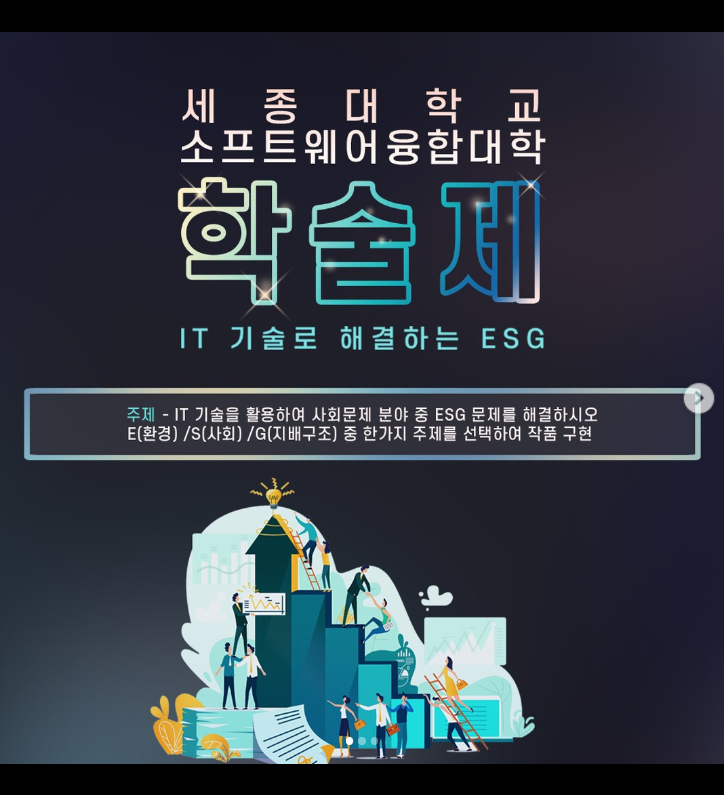 세종대학교
소프트웨어융합대학
학술제
IT 기술로 해결하는 ESG
주제 - IT 기술을 활용하여 사회문제 분야 중 ESG 문제를 해결하시오
E(환경) /S(사회) /G(지배구조) 중 한가지 주제를 선택하여 작품 구현